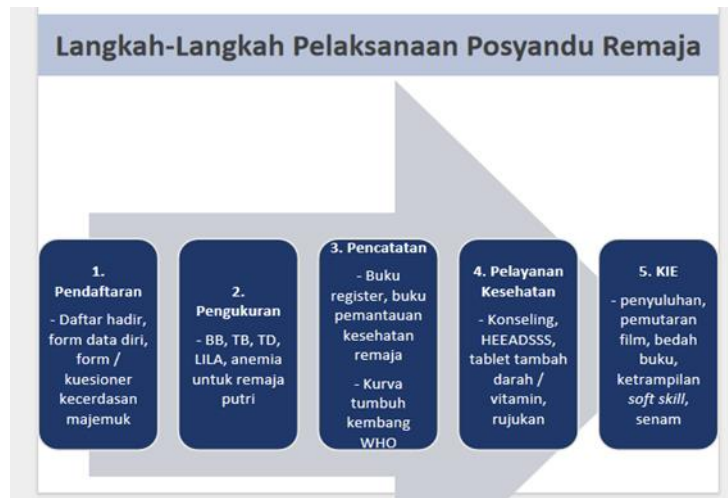 Langkah-Langkah Pelaksanaan Posyandu Remaja
1.
Pendaftaran
- Daftar hadir,
form data diri,
form /
kuesioner
kecerdasan
majemuk
2.
Pengukuran
- BB, TB, TD,
LILA, anemia
untuk remaja
putri
3. Pencatatan
- Buku
register, buku
pemantauan
kesehatan
remaja
- Kurva
tumbuh
kembang
WHO
4. Pelayanan
Kesehatan
- Konseling,
HEEADSSS,
tablet tambah
darah /
vitamin,
rujukan
5. KIE
- penyuluhan,
pemutaran
film, bedah
buku,
ketrampilan
soft skill,
senam